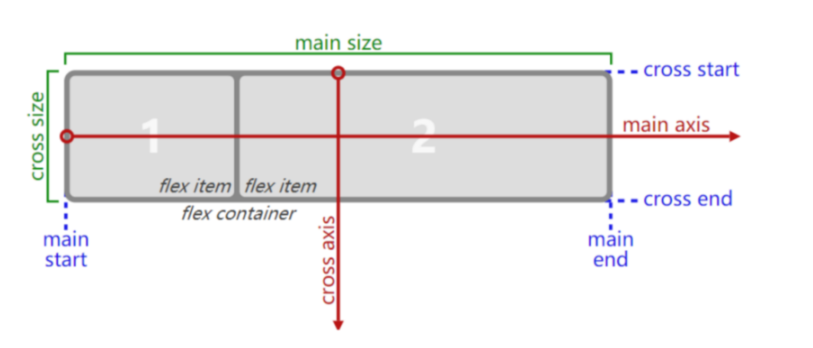 main size
cross start
cross size
1
2
main axis
flex item
flex item
cross end
flex container
cross axis
main
start
main
end